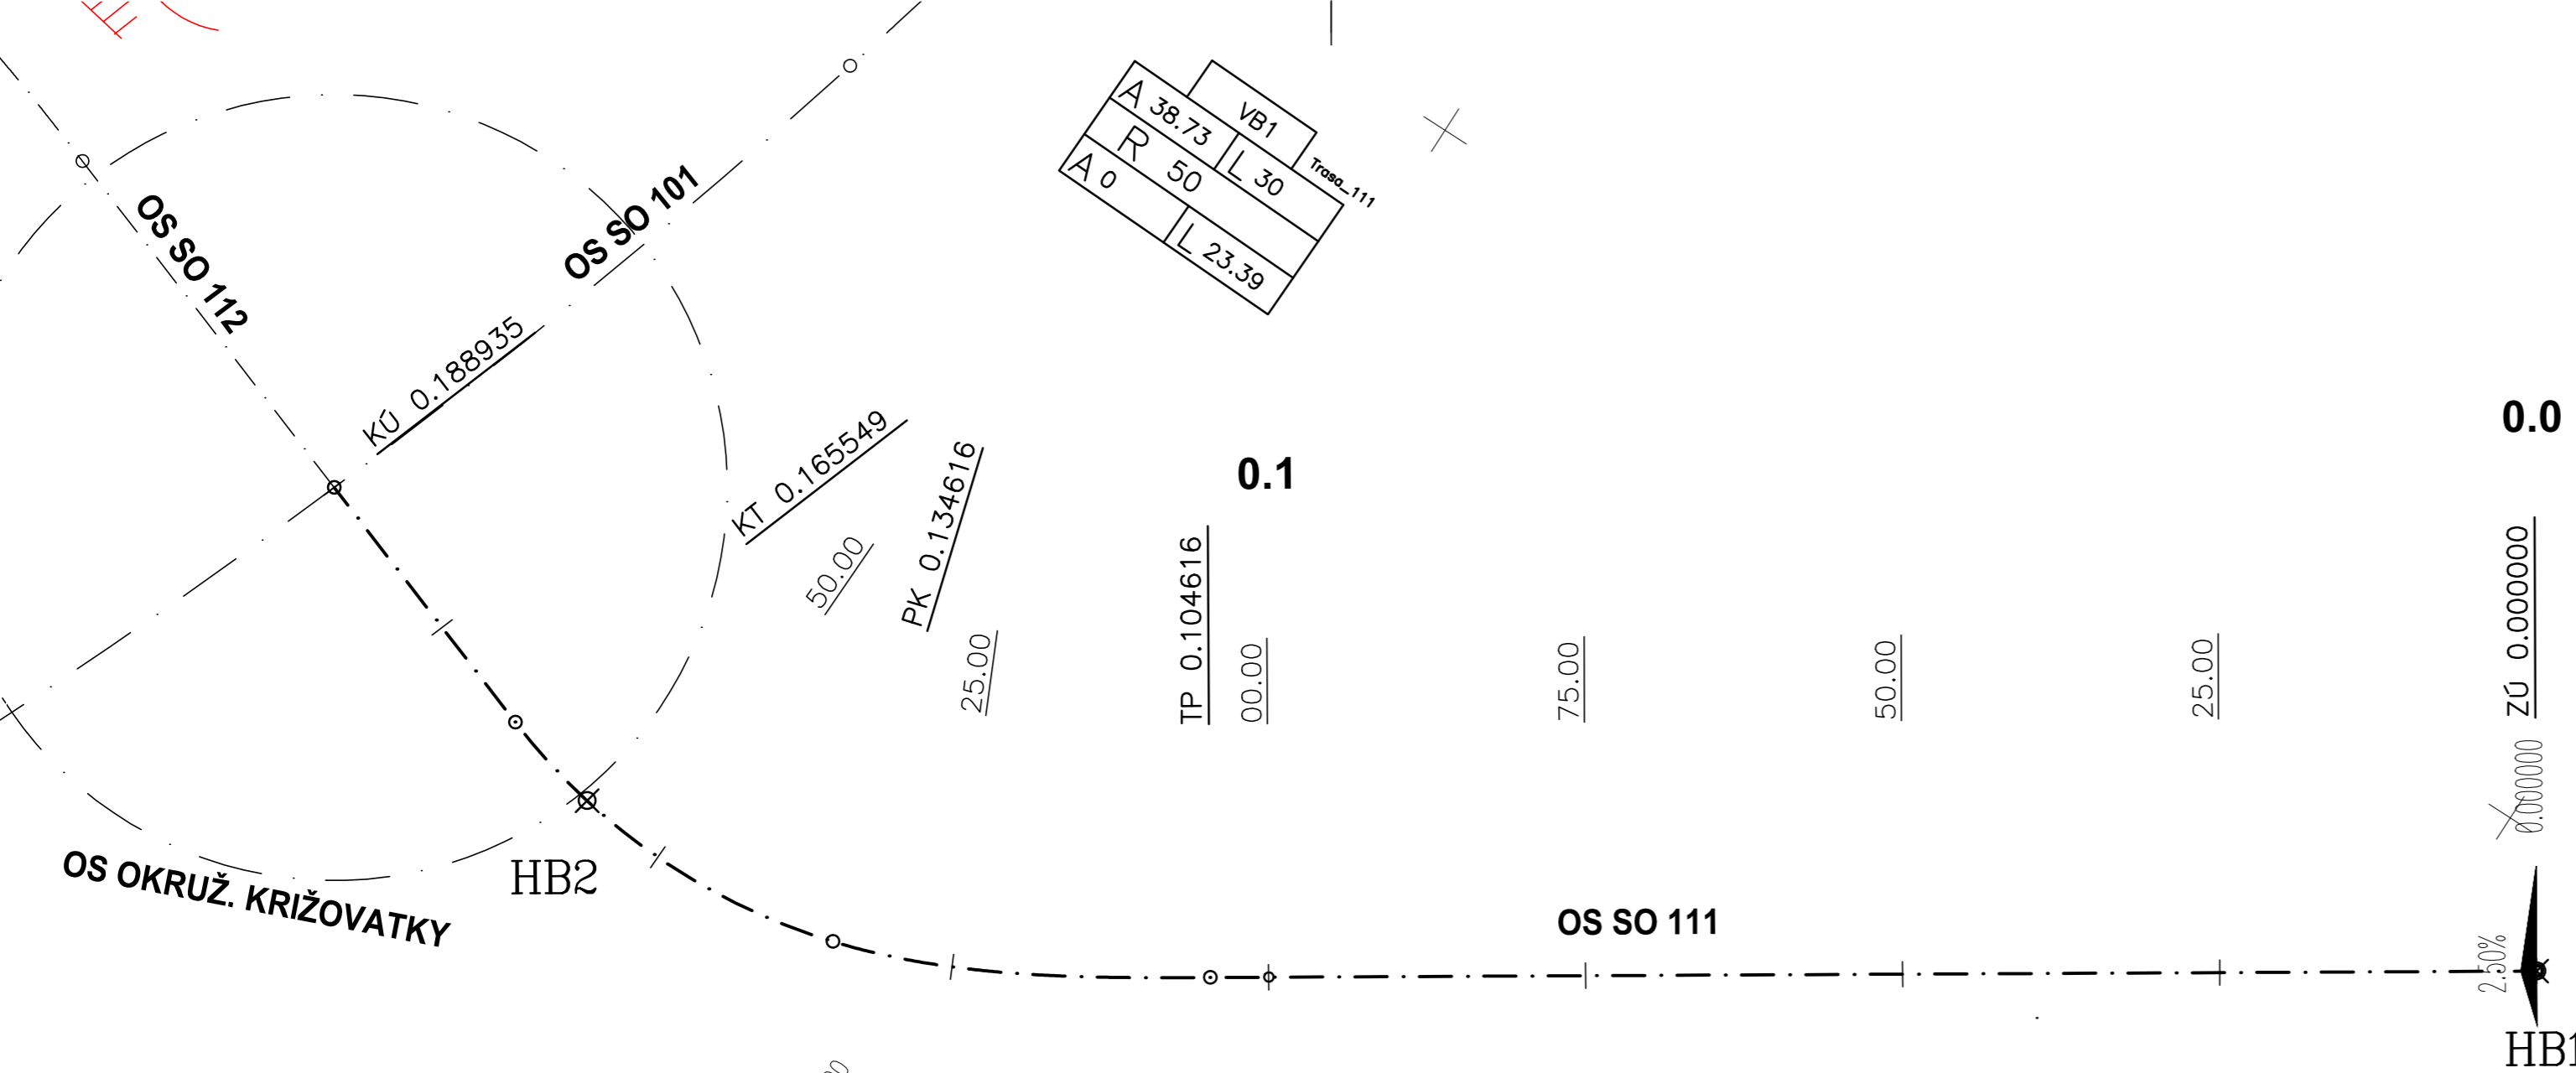 VB1
A 38.73
L 30
Trasa_111
R 50
A 0
L 23.39
OS SO 112
OS SO 101
KÚ 0.188935
KT 0.165549
50.00
PK 0.134616
25.00
0.1
TP 0.104616
00.00
75.00
50.00
25.00
0.0
ZÚ 0.000000
0.000000
2.50%
HB1
OS SO 111
HB2
OS OKRUŽ. KRIŽOVATKY